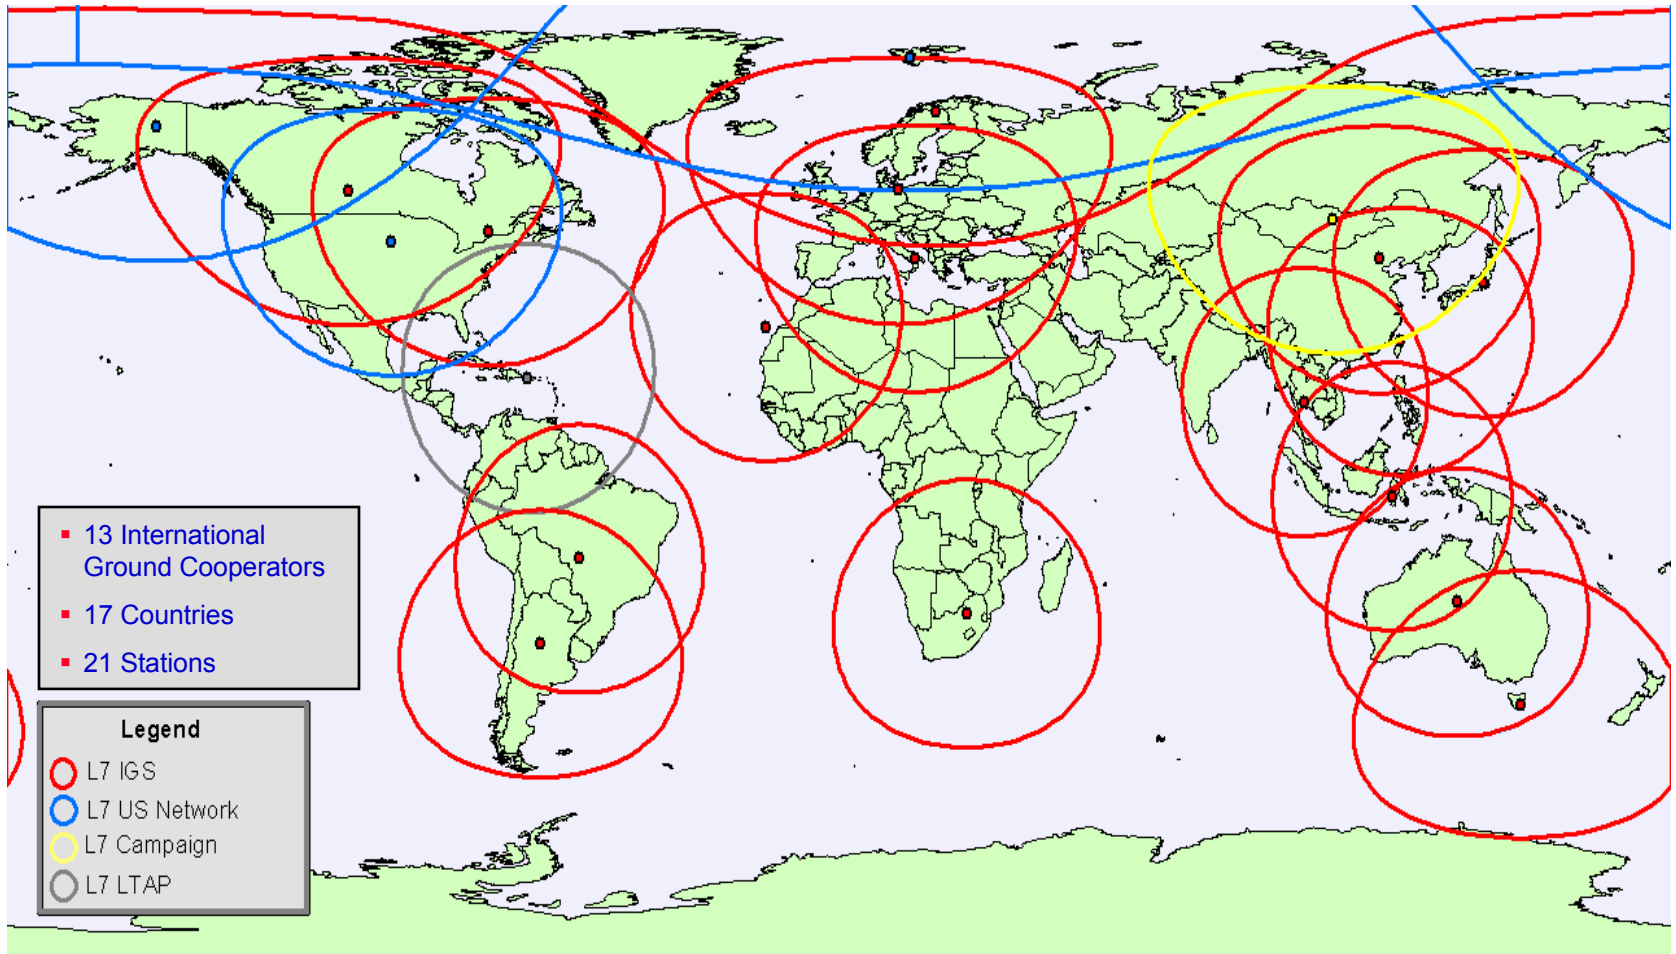 13 International
Ground Cooperators
17 Countries
21 Stations
Legend
L7 IGS
L7 US Network
L7 Campaign
L7 LTAP